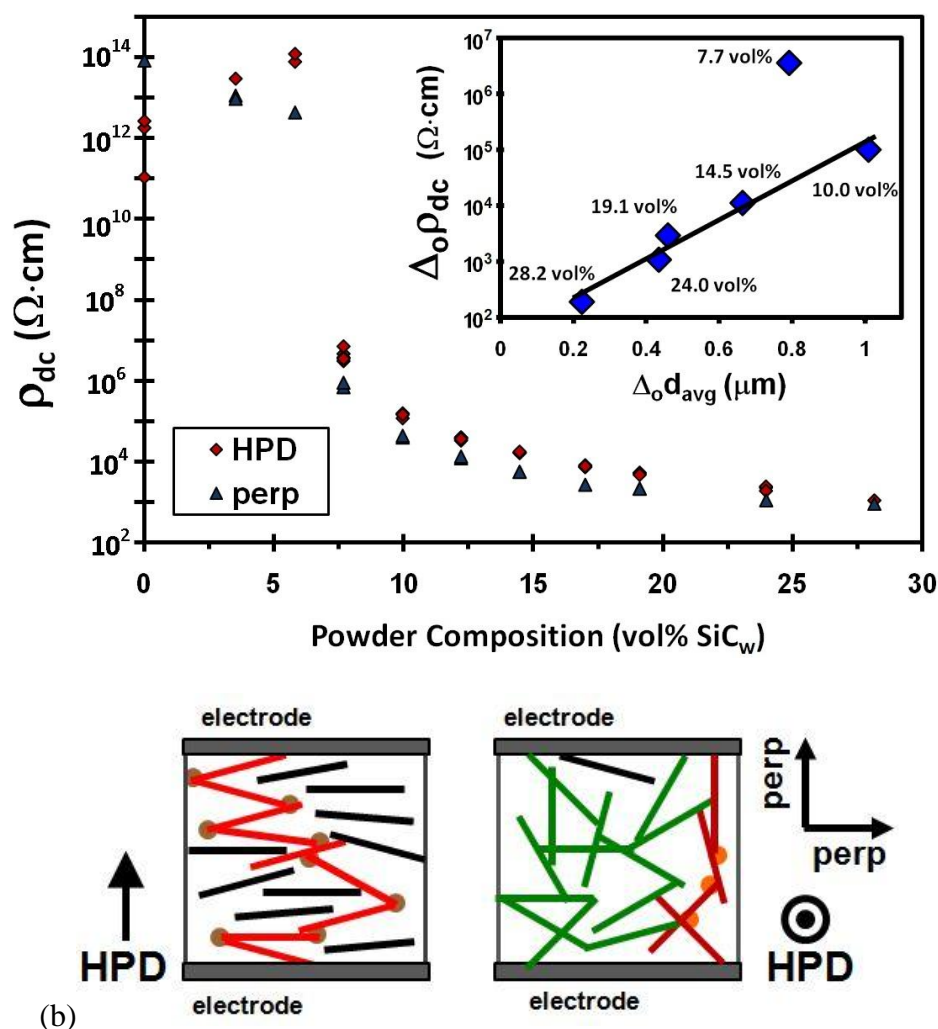 10^14
10^12
10^10
10^8
10^6
10^4
10^2
ρ_dc (Ω·cm)
0
5
10
15
20
25
30
Powder Composition (vol% SiC_w)
HPD
perp
10^7
10^6
10^5
10^4
10^3
10^2
Δ_oρ_dc (Ω·cm)
7.7 vol%
14.5 vol%
10.0 vol%
19.1 vol%
28.2 vol%
24.0 vol%
0
0.2
0.4
0.6
0.8
1
Δ_od_avg (μm)
electrode
electrode
HPD
electrode
electrode
perp
perp
HPD
(b)